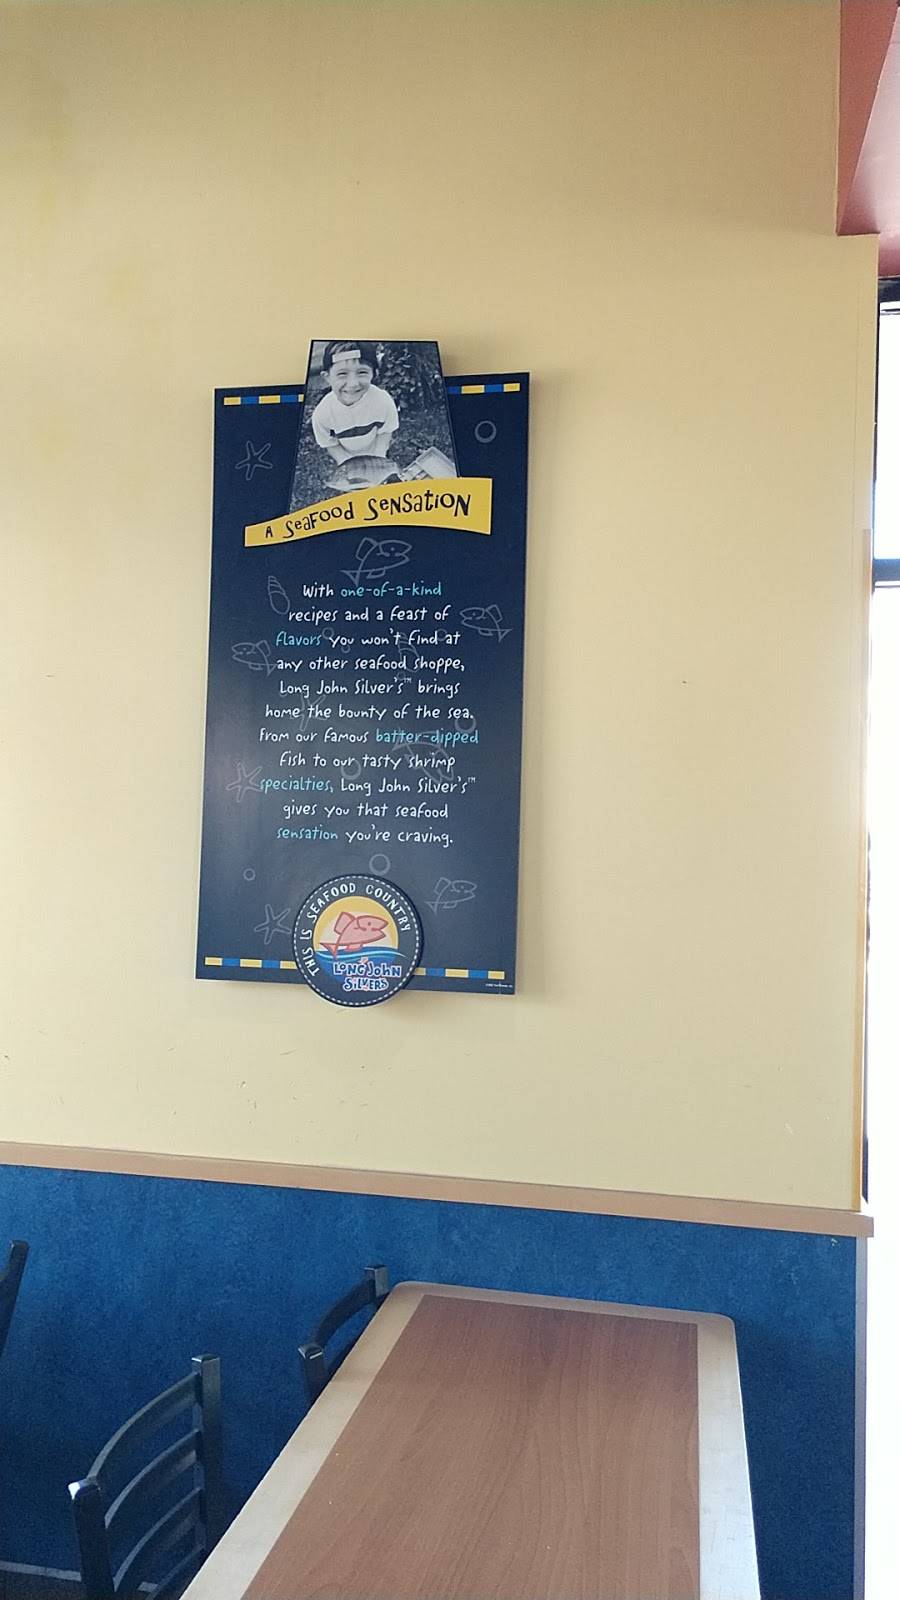 A Seafood Sensation
With one-of-a-kind
recipes and a feast of
flavors you won't find at
any other seafood shoppe,
Long John Silver's™ brings
home the bounty of the sea.
From our famous batter-dipped
fish to our tasty shrimp
specialties, Long John Silver's™
gives you that seafood
sensation you're craving.
THIS IS SEAFOOD COUNTRY
LONG JOHN
SILVERS